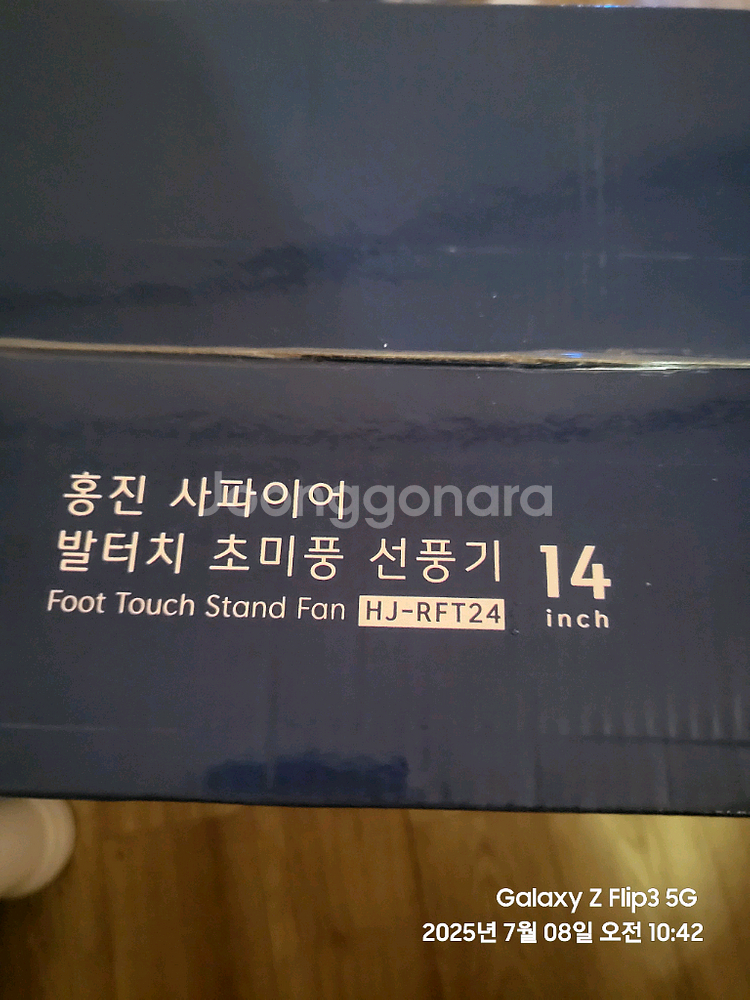 홍진 사파이어
joonggonara
발터치 초미풍 선풍기 14
Foot Touch Stand Fan HJ-RFT24 inch
Galaxy Z Flip3 5G
2025년 7월 08일 오전 10:42